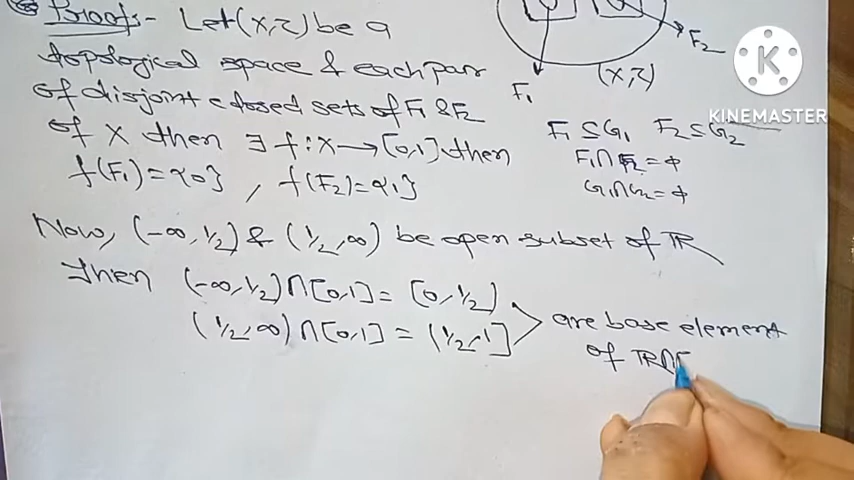 Proof:- Let (X,τ) be a
topological space & each pair
of disjoint closed sets of F₁ & F₂
of X then ∃ f:X→[0,1] then
f(F₁)={0} , f(F₂)={1}
F₁
F₂
(X,τ)
K
KINEMASTER
F₁⊆G₁ F₂⊆G₂
F₁∩F₂=φ
G₁∩G₂=φ
Now, (-∞,1/2) & (1/2,∞) be open subset of IR
Then (-∞,1/2)∩[0,1] = [0,1/2)
(1/2,∞)∩[0,1] = (1/2,1]
are base element
of IR∩[